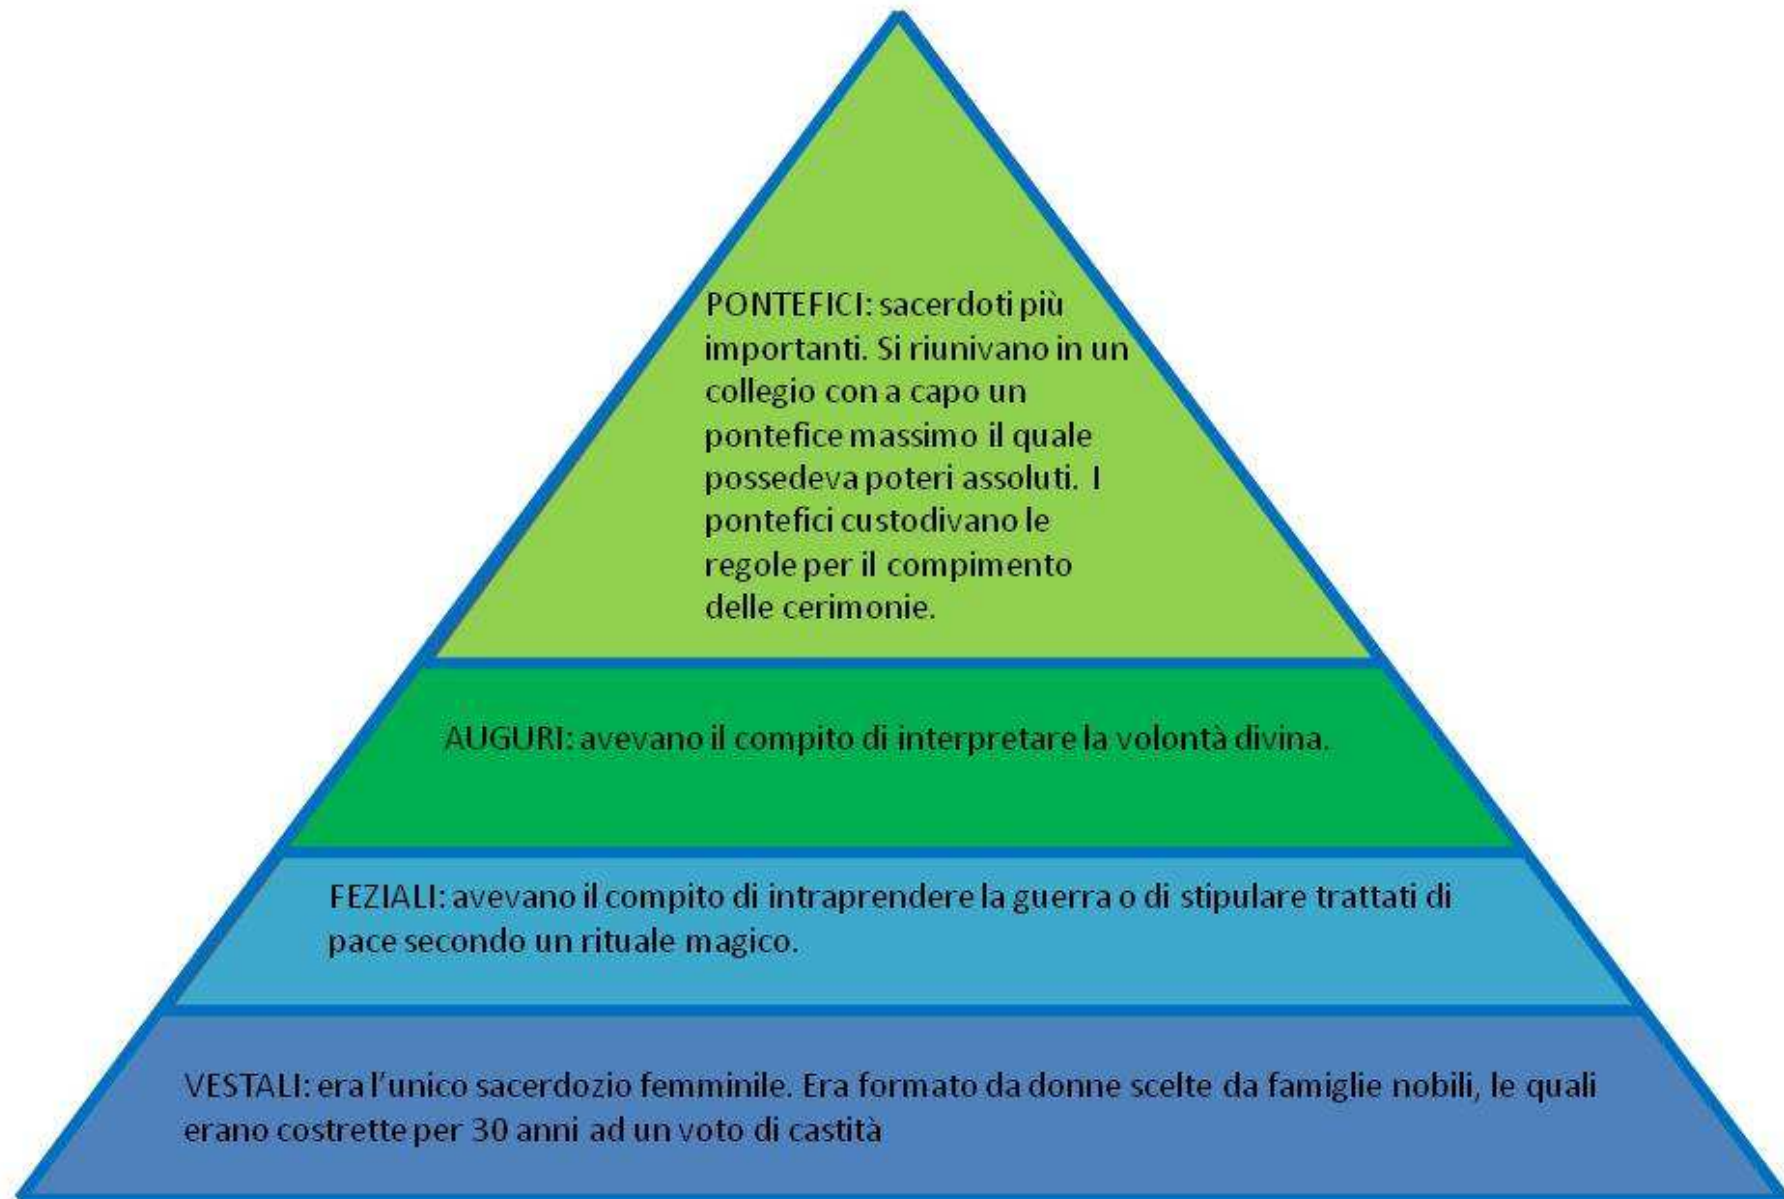 PONTEFICI: sacerdoti più
importanti. Si riunivano in un
collegio con a capo un
pontefice massimo il quale
possedeva poteri assoluti. I
pontefici custodivano le
regole per il compimento
delle cerimonie.
AUGURI: avevano il compito di interpretare la volontà divina.
FEZIALI: avevano il compito di intraprendere la guerra o di stipulare trattati di
pace secondo un rituale magico.
VESTALI: era l'unico sacerdozio femminile. Era formato da donne scelte da famiglie nobili, le quali
erano costrette per 30 anni ad un voto di castità